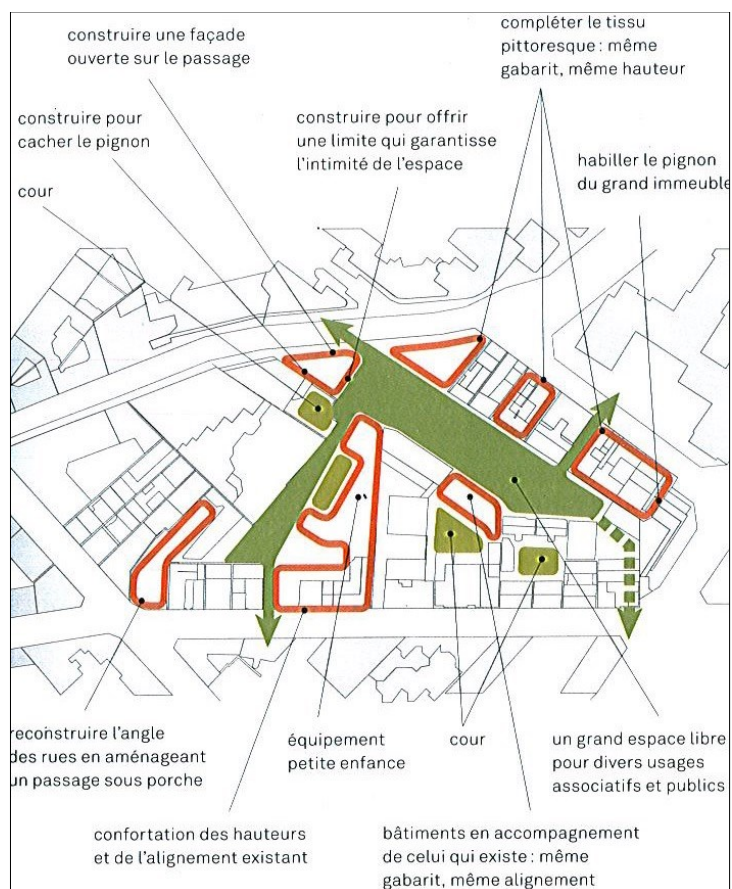 construire une façade
ouverte sur le passage
compléter le tissu
pittoresque : même
gabarit, même hauteur
construire pour
cacher le pignon
construire pour offrir
une limite qui garantisse
l'intimité de l'espace
habiller le pignon
du grand immeuble
cour
reconstruire l'angle
des rues en aménageant
un passage sous porche
équipement
petite enfance
cour
un grand espace libre
pour divers usages
associatifs et publics
confortation des hauteurs
et de l'alignement existant
bâtiments en accompagnement
de celui qui existe : même
gabarit, même alignement